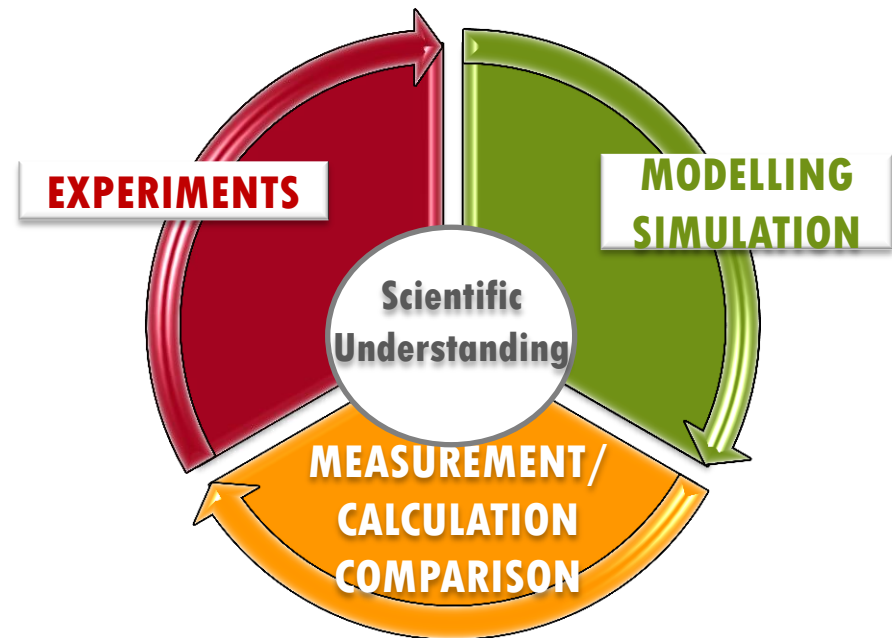 EXPERIMENTS
MODELLING
SIMULATION
Scientific
Understanding
MEASUREMENT/
CALCULATION
COMPARISON